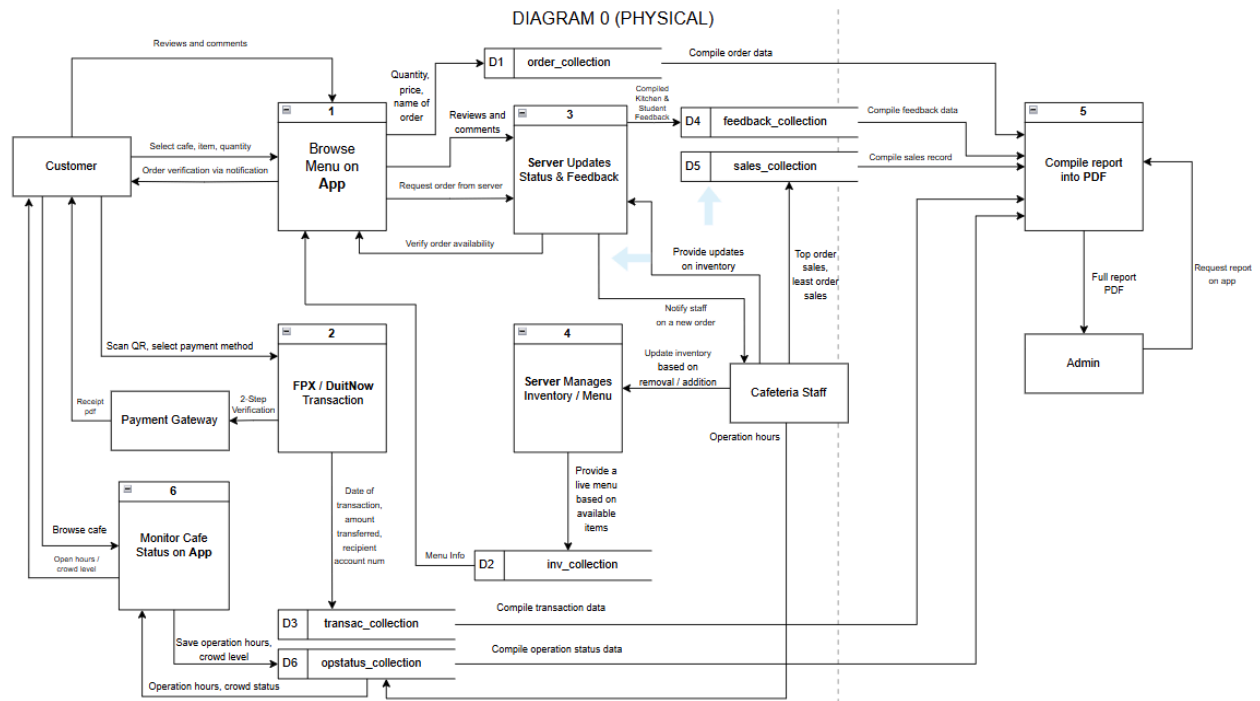 DIAGRAM 0 (PHYSICAL)
Reviews and comments
D1
order_collection
Compile order data
Quantity,
price,
name of
order
1
Browse
Menu on
App
Reviews and
comments
3
Server Updates
Status & Feedback
Compiled
Kitchen &
Student
Feedback
D4
feedback_collection
Compile feedback data
5
Compile report
into PDF
Customer
Select cafe, item, quantity
Order verification via notification
Request order from server
D5
sales_collection
Compile sales record
Verify order availability
Provide updates
on inventory
Top order
sales,
least order
sales
Full report
PDF
Request report
on app
Notify staff
on a new order
2
FPX / DuitNow
Transaction
Scan QR, select payment method
4
Server Manages
Inventory / Menu
Update inventory
based on
removal / addition
Cafeteria Staff
Admin
Receipt
pdf
Payment Gateway
2-Step
Verification
Operation hours
6
Monitor Cafe
Status on App
Date of
transaction,
amount
transferred,
recipient
account num
Provide a
live menu
based on
available
items
Browse cafe
Open hours /
crowd level
Menu Info
D2
inv_collection
D3
transac_collection
Compile transaction data
Save operation hours,
crowd level
D6
opstatus_collection
Compile operation status data
Operation hours, crowd status